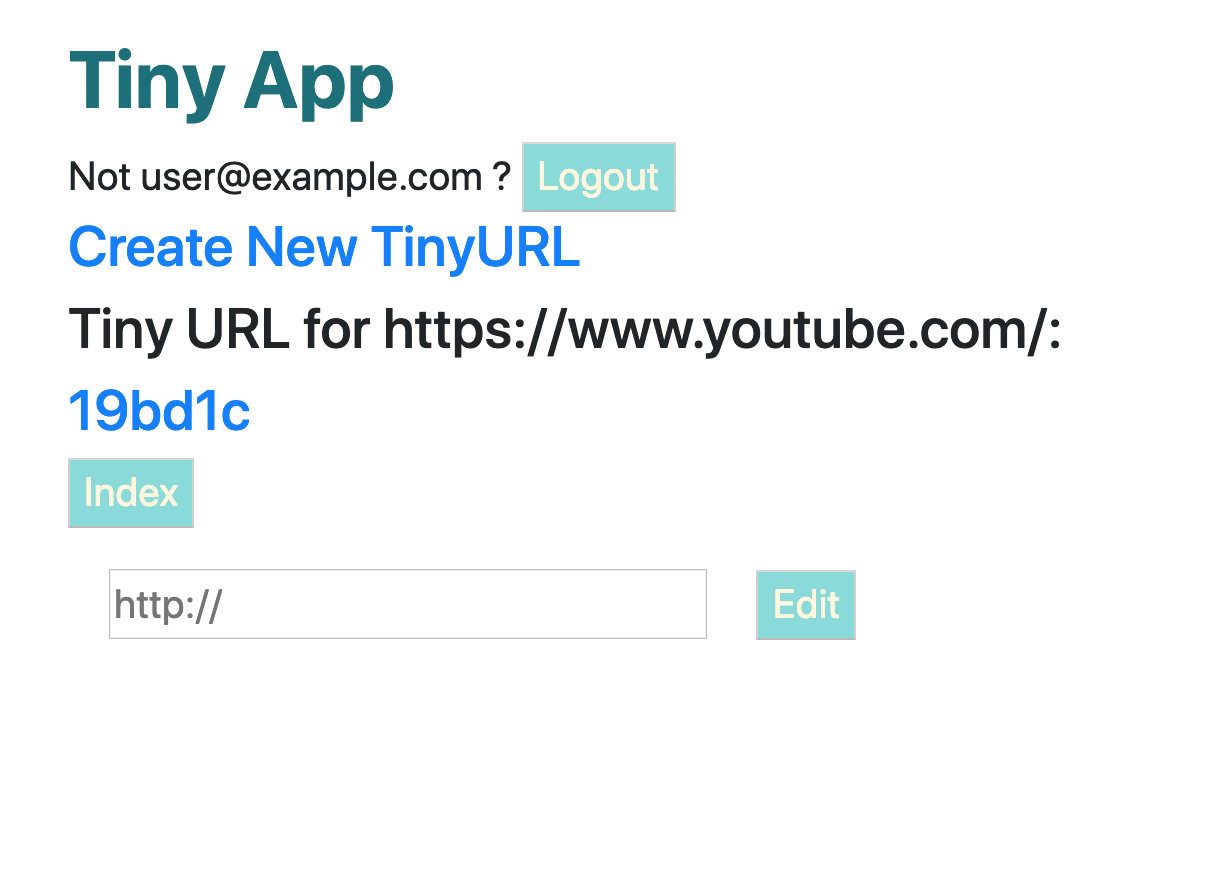 Tiny App
Not user@example.com ? Logout
Create New TinyURL
Tiny URL for https://www.youtube.com/:
19bd1c
Index
http:// Edit